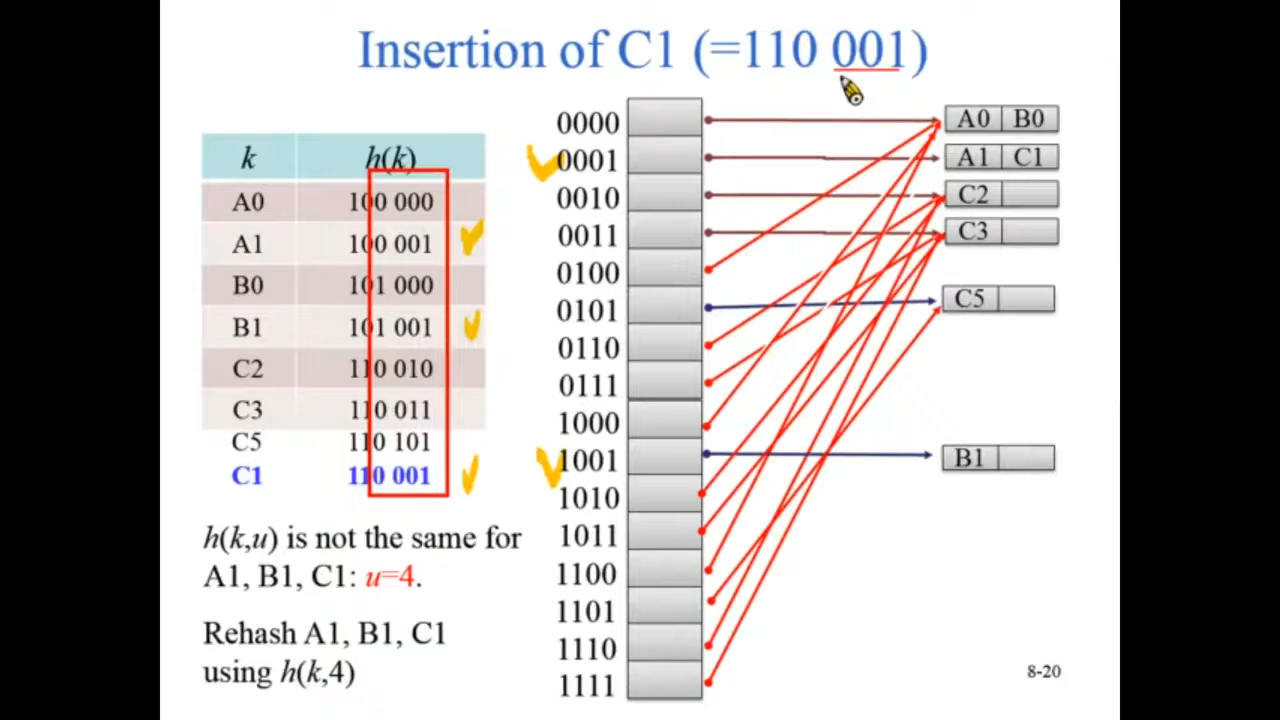 Insertion of C1 (=110 001)
k h(k)
A0 100 000
A1 100 001
B0 101 000
B1 101 001
C2 110 010
C3 110 011
C5 110 101
C1 110 001
h(k,u) is not the same for
A1, B1, C1: u=4.
Rehash A1, B1, C1
using h(k,4)
0000
0001
0010
0011
0100
0101
0110
0111
1000
1001
1010
1011
1100
1101
1110
1111
A0 B0
A1 C1
C2
C3
C5
B1
8-20